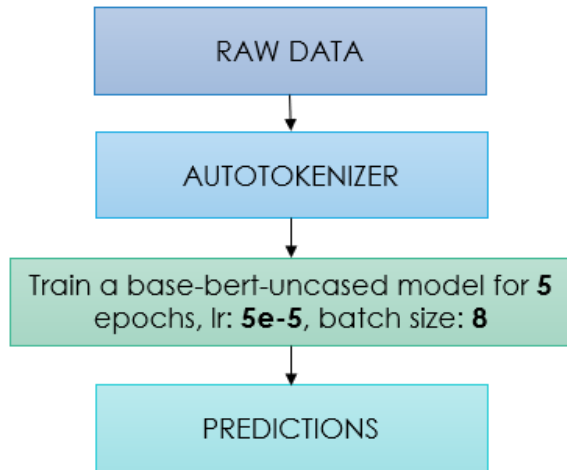 RAW DATA
AUTOTOKENIZER
Train a base-bert-uncased model for 5
epochs, lr: 5e-5, batch size: 8
PREDICTIONS